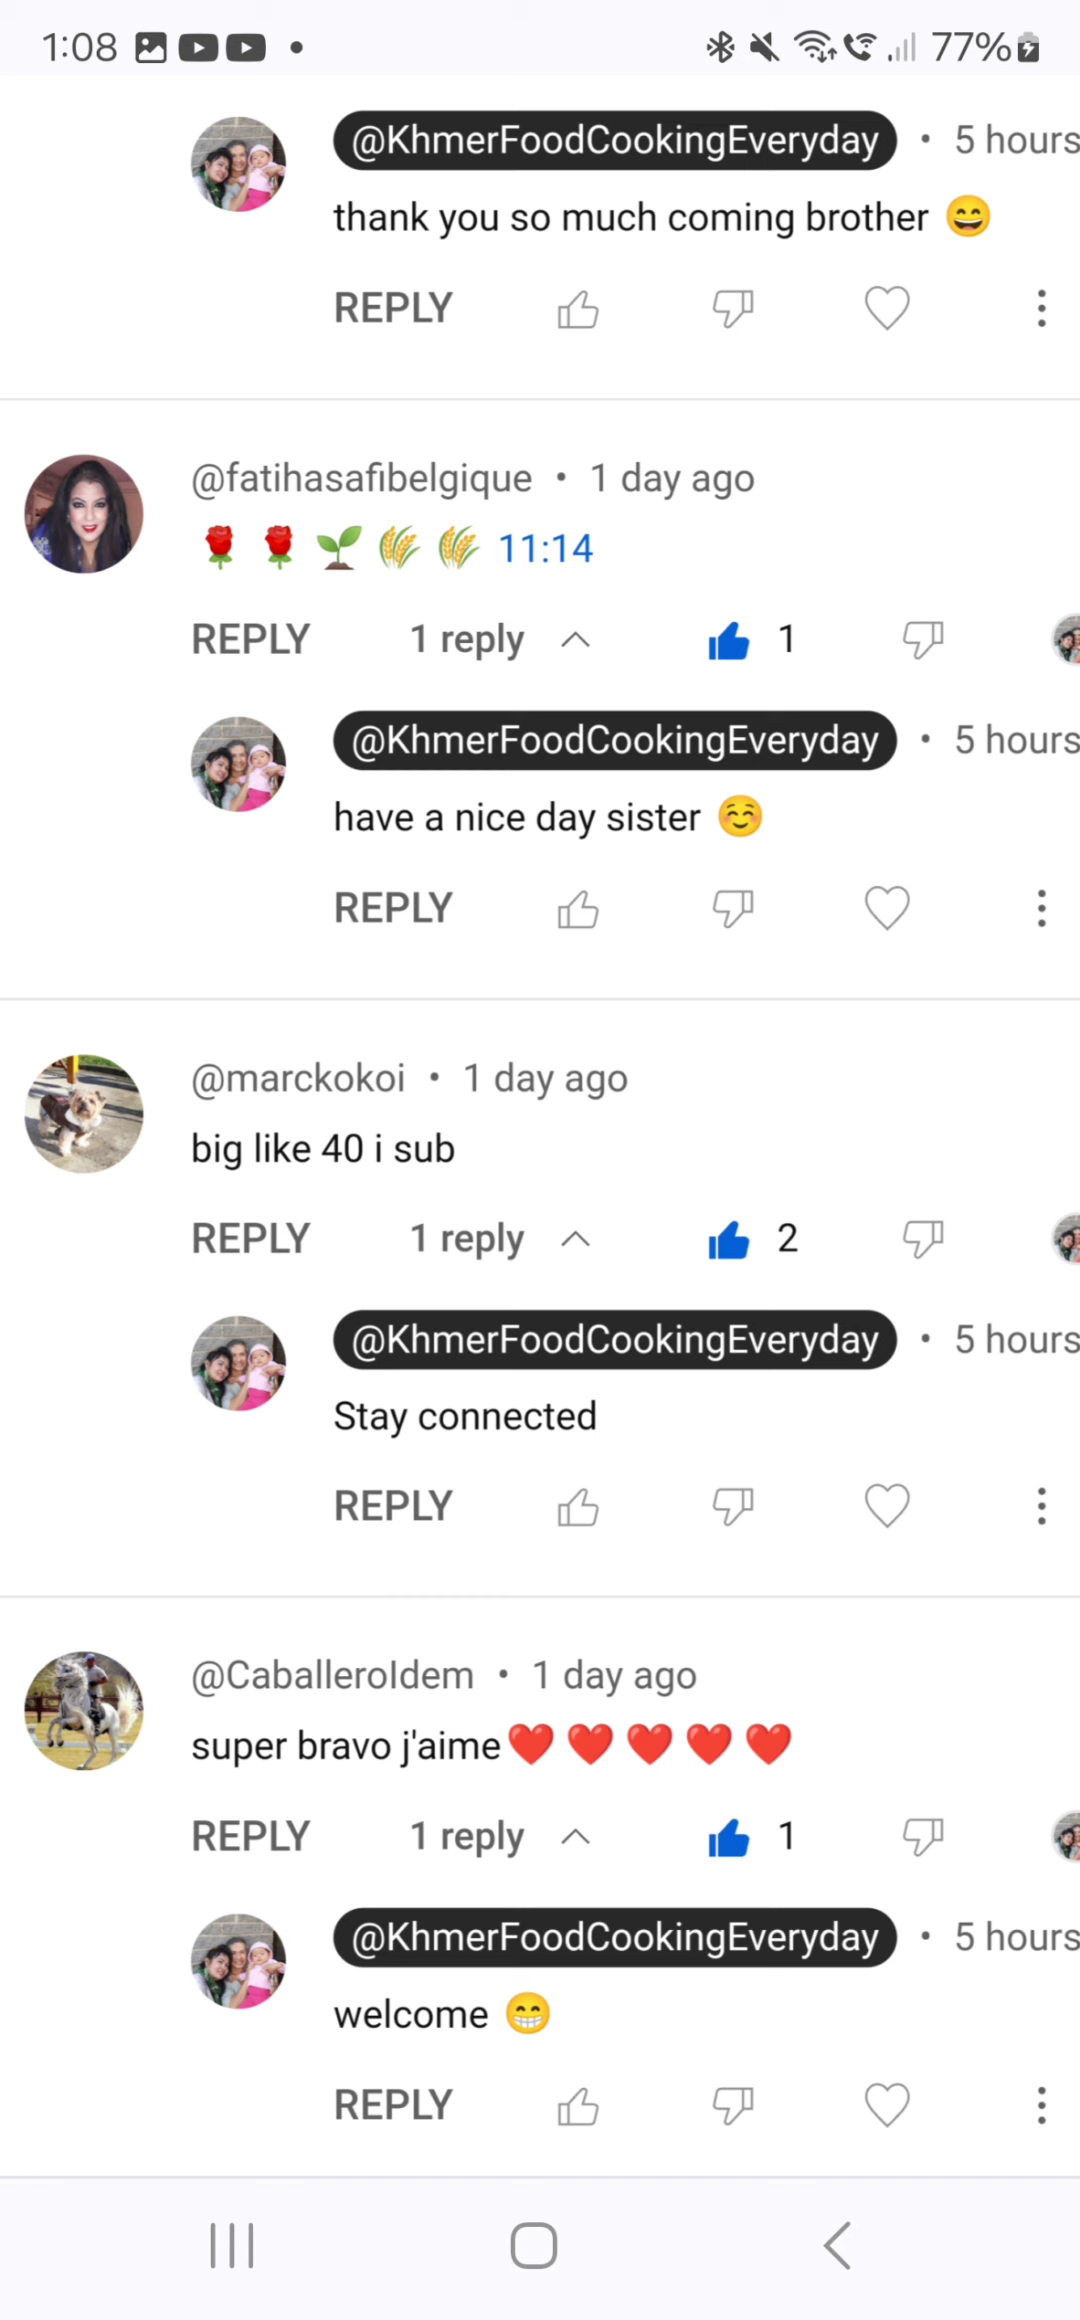 1:08 77%
@KhmerFoodCookingEveryday • 5 hours
thank you so much coming brother 😄
REPLY
@fatihasafibelgique • 1 day ago
🌹🌹🌱🌾🌾 11:14
REPLY 1 reply 1
@KhmerFoodCookingEveryday • 5 hours
have a nice day sister ☺️
REPLY
@marckokoi • 1 day ago
big like 40 i sub
REPLY 1 reply 2
@KhmerFoodCookingEveryday • 5 hours
Stay connected
REPLY
@CaballeroIdem • 1 day ago
super bravo j'aime❤️❤️❤️❤️❤️
REPLY 1 reply 1
@KhmerFoodCookingEveryday • 5 hours
welcome 😁
REPLY